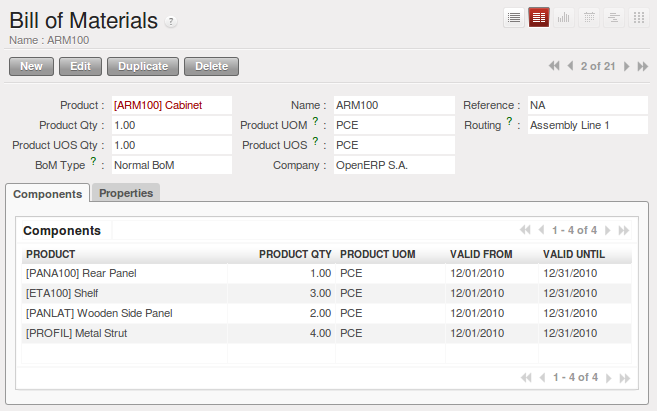 Bill of Materials ?
Name : ARM100
New Edit Duplicate Delete 2 of 21
Product : [ARM100] Cabinet Name : ARM100 Reference : NA
Product Qty : 1.00 Product UOM ? : PCE Routing ? : Assembly Line 1
Product UOS Qty : 1.00 Product UOS ? : PCE
BoM Type ? : Normal BoM Company : OpenERP S.A.
Components Properties
Components 1 - 4 of 4
PRODUCT PRODUCT QTY PRODUCT UOM VALID FROM VALID UNTIL
[PANA100] Rear Panel 1.00 PCE 12/01/2010 12/31/2010
[ETA100] Shelf 3.00 PCE 12/01/2010 12/31/2010
[PANLAT] Wooden Side Panel 2.00 PCE 12/01/2010 12/31/2010
[PROFIL] Metal Strut 4.00 PCE 12/01/2010 12/31/2010
1 - 4 of 4